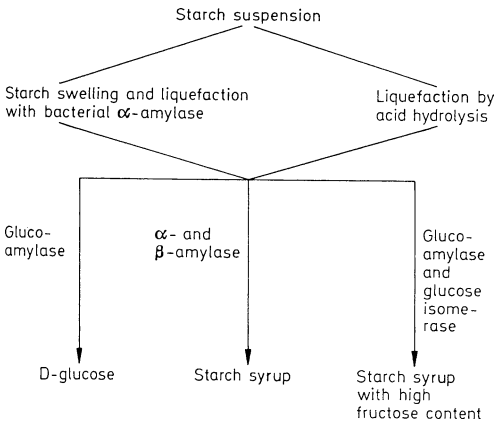 Starch suspension
Starch swelling and liquefaction
with bacterial α-amylase
Liquefaction by
acid hydrolysis
Gluco-
amylase
α- and
β-amylase
Gluco-
amylase
and
glucose
isome-
rase
D-glucose
Starch syrup
Starch syrup
with high
fructose content